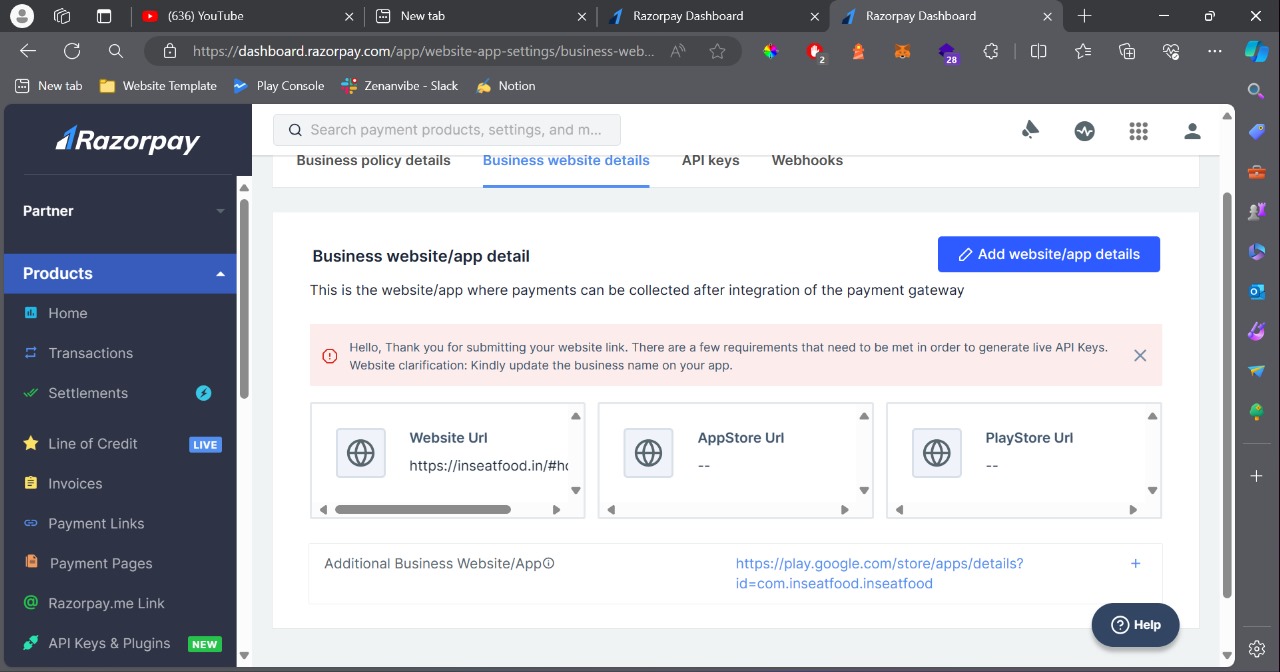 (636) YouTube
New tab
Razorpay Dashboard
Razorpay Dashboard
https://dashboard.razorpay.com/app/website-app-settings/business-web...
2
28
New tab
Website Template
Play Console
Zenanvibe - Slack
Notion
Razorpay
Search payment products, settings, and m...
Business policy details
Business website details
API keys
Webhooks
Partner
Products
Home
Transactions
Settlements
Line of Credit LIVE
Invoices
Payment Links
Payment Pages
Razorpay.me Link
API Keys & Plugins NEW
Business website/app detail
Add website/app details
This is the website/app where payments can be collected after integration of the payment gateway
Hello, Thank you for submitting your website link. There are a few requirements that need to be met in order to generate live API Keys.
Website clarification: Kindly update the business name on your app.
Website Url
https://inseatfood.in/#ho
AppStore Url
--
PlayStore Url
--
Additional Business Website/App
https://play.google.com/store/apps/details?
id=com.inseatfood.inseatfood
+
Help